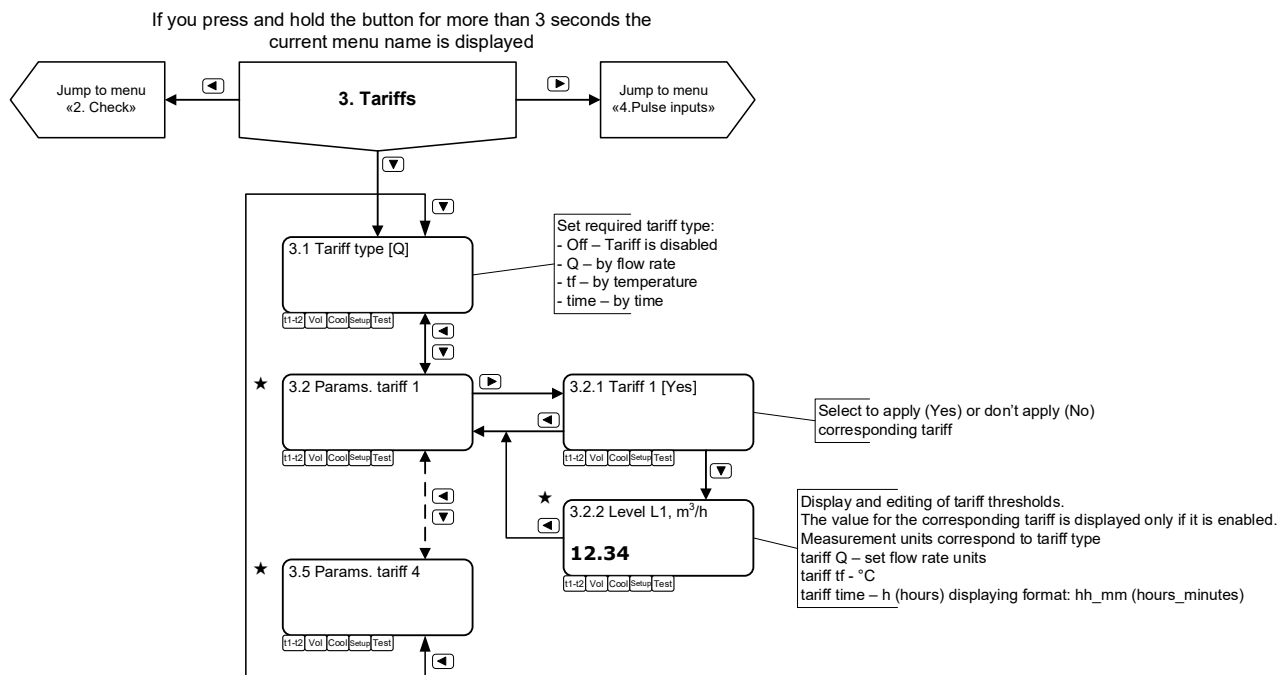 If you press and hold the button for more than 3 seconds the
current menu name is displayed
Jump to menu
«2. Check»
3. Tariffs
Jump to menu
«4.Pulse inputs»
3.1 Tariff type [Q]
t1-t2 Vol Cool Setup Test
Set required tariff type:
- Off – Tariff is disabled
- Q – by flow rate
- tf – by temperature
- time – by time
3.2 Params. tariff 1
t1-t2 Vol Cool Setup Test
3.2.1 Tariff 1 [Yes]
t1-t2 Vol Cool Setup Test
Select to apply (Yes) or don’t apply (No)
corresponding tariff
3.2.2 Level L1, m³/h
12.34
t1-t2 Vol Cool Setup Test
Display and editing of tariff thresholds.
The value for the corresponding tariff is displayed only if it is enabled.
Measurement units correspond to tariff type
tariff Q – set flow rate units
tariff tf - °C
tariff time – h (hours) displaying format: hh_mm (hours_minutes)
3.5 Params. tariff 4
t1-t2 Vol Cool Setup Test